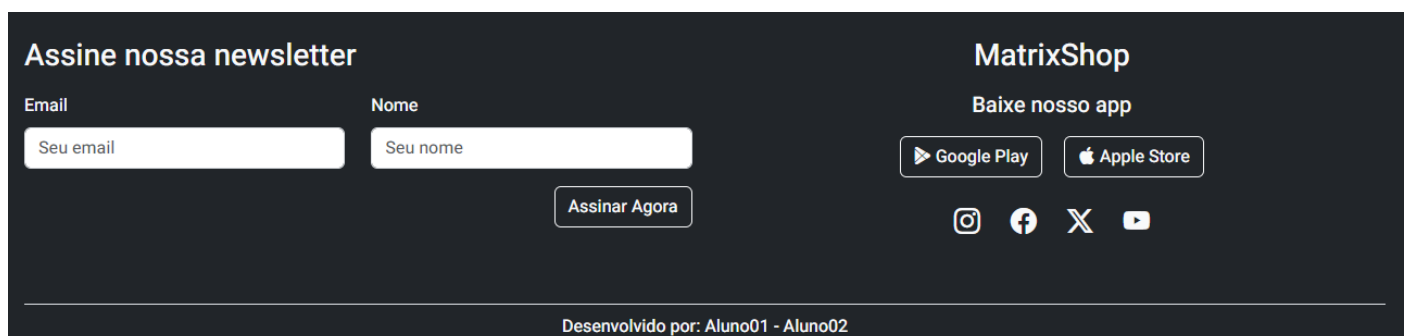 Assine nossa newsletter
Email
Nome
Seu email
Seu nome
Assinar Agora
MatrixShop
Baixe nosso app
Google Play
Apple Store
Desenvolvido por: Aluno01 - Aluno02